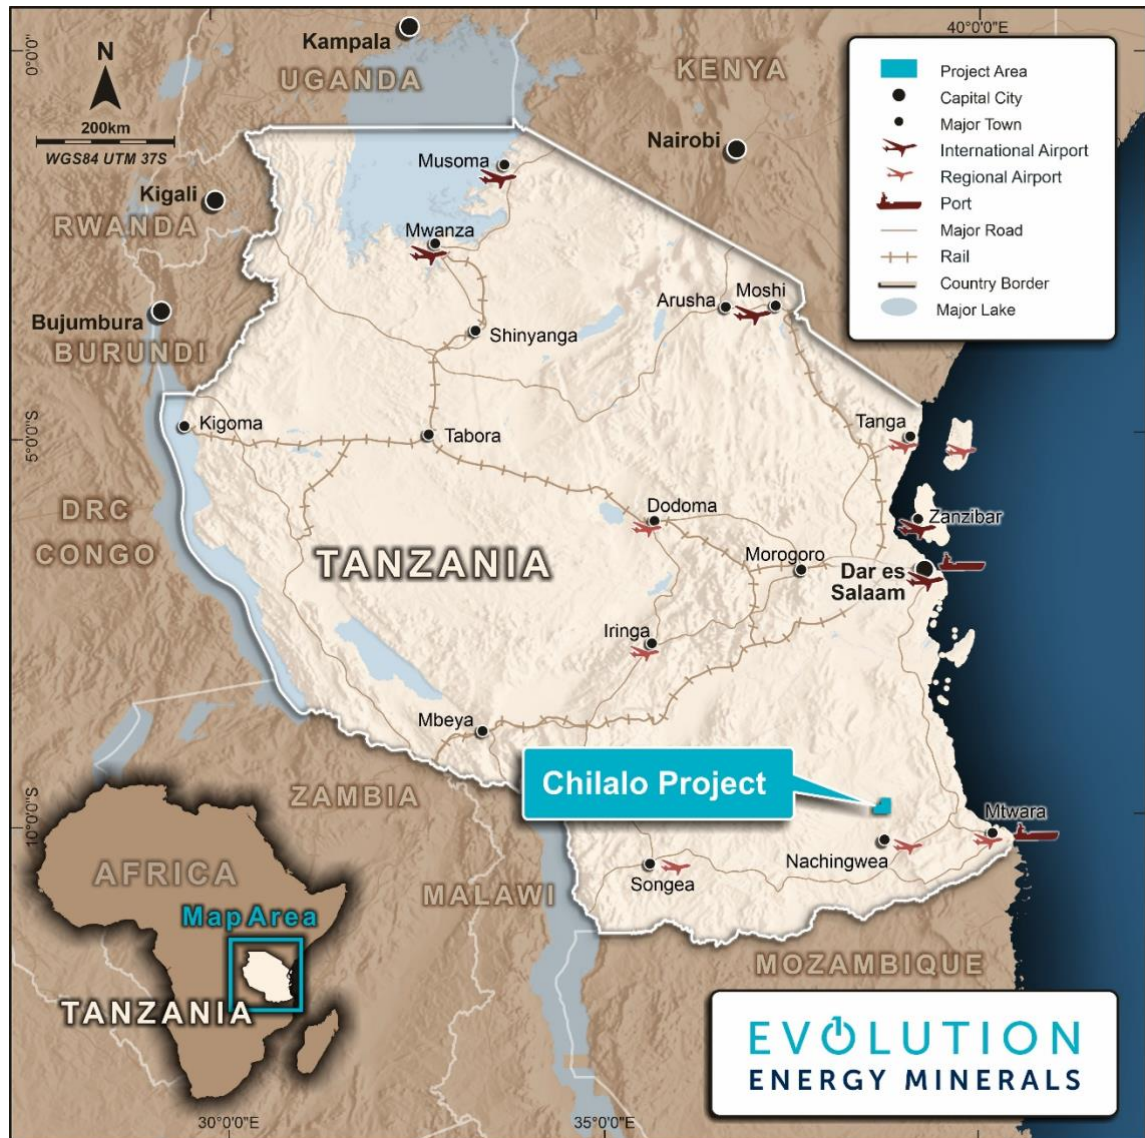 40°0'0"E
0°0'0"
Kampala
UGANDA
KENYA
N
200km
WGS84 UTM 37S
Project Area
Capital City
Major Town
International Airport
Regional Airport
Port
Major Road
Rail
Country Border
Major Lake
Nairobi
Musoma
Kigali
RWANDA
Mwanza
Arusha
Moshi
Bujumbura
BURUNDI
Shinyanga
Kigoma
Tabora
Tanga
5°0'0"S
DRC
CONGO
Dodoma
Zanzibar
TANZANIA
Morogoro
Dar es
Salaam
Iringa
Mbeya
Chilalo Project
ZAMBIA
Mtwara
10°0'0"S
Nachingwea
Songea
MALAWI
AFRICA
Map Area
TANZANIA
MOZAMBIQUE
EVOLUTION
ENERGY MINERALS
30°0'0"E
35°0'0"E